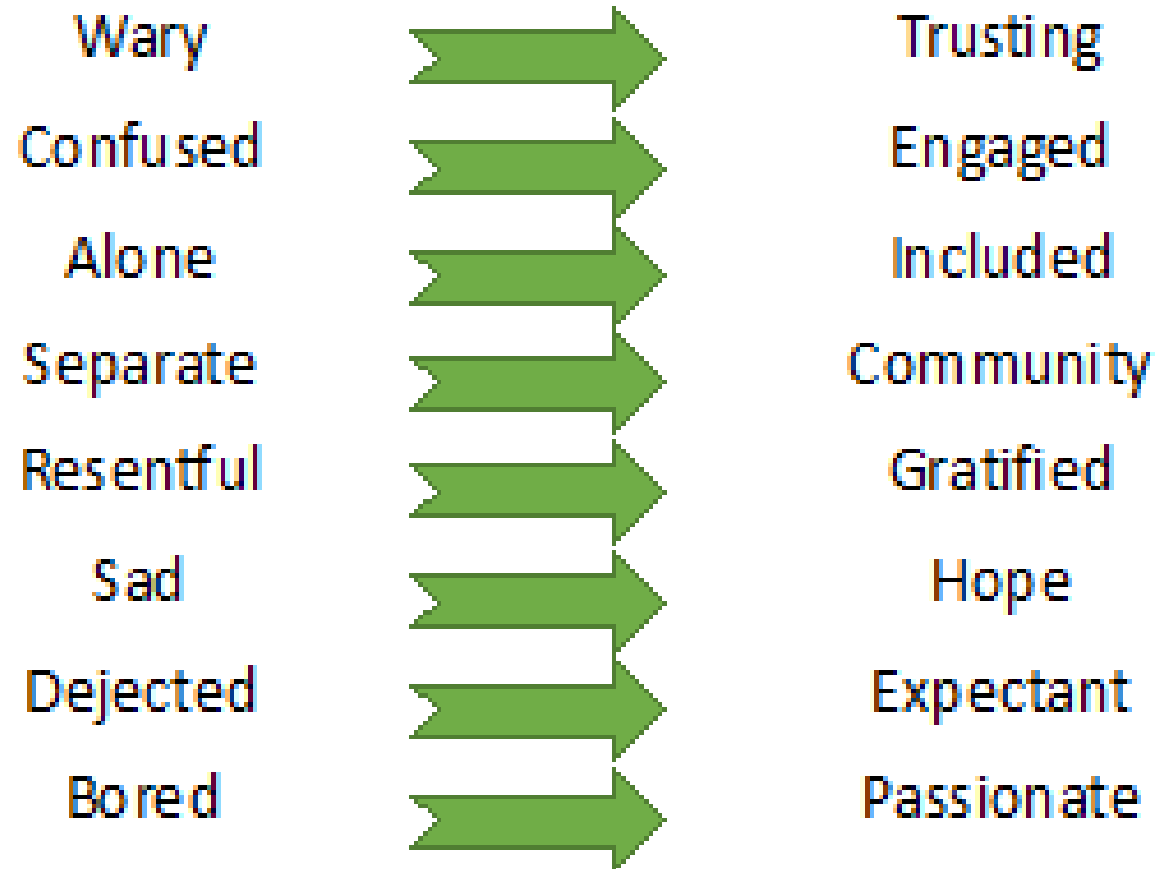 Wary Trusting
Confused Engaged
Alone Included
Separate Community
Resentful Gratified
Sad Hope
Dejected Expectant
Bored Passionate